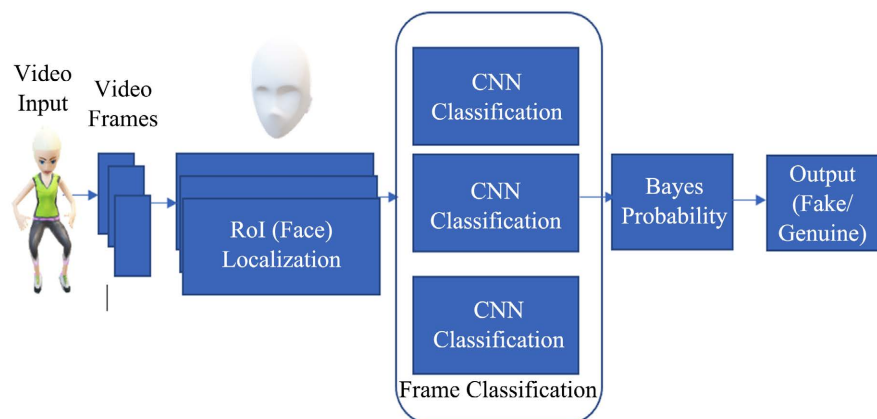 Video
Input
Video
Frames
RoI (Face)
Localization
CNN
Classification
CNN
Classification
CNN
Classification
Frame Classification
Bayes
Probability
Output
(Fake/
Genuine)